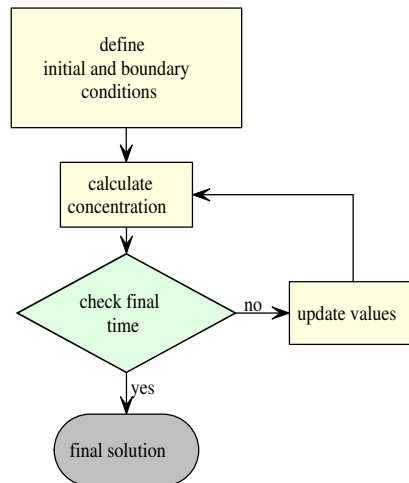 define
initial and boundary
conditions
calculate
concentration
check final
time
no
update values
yes
final solution